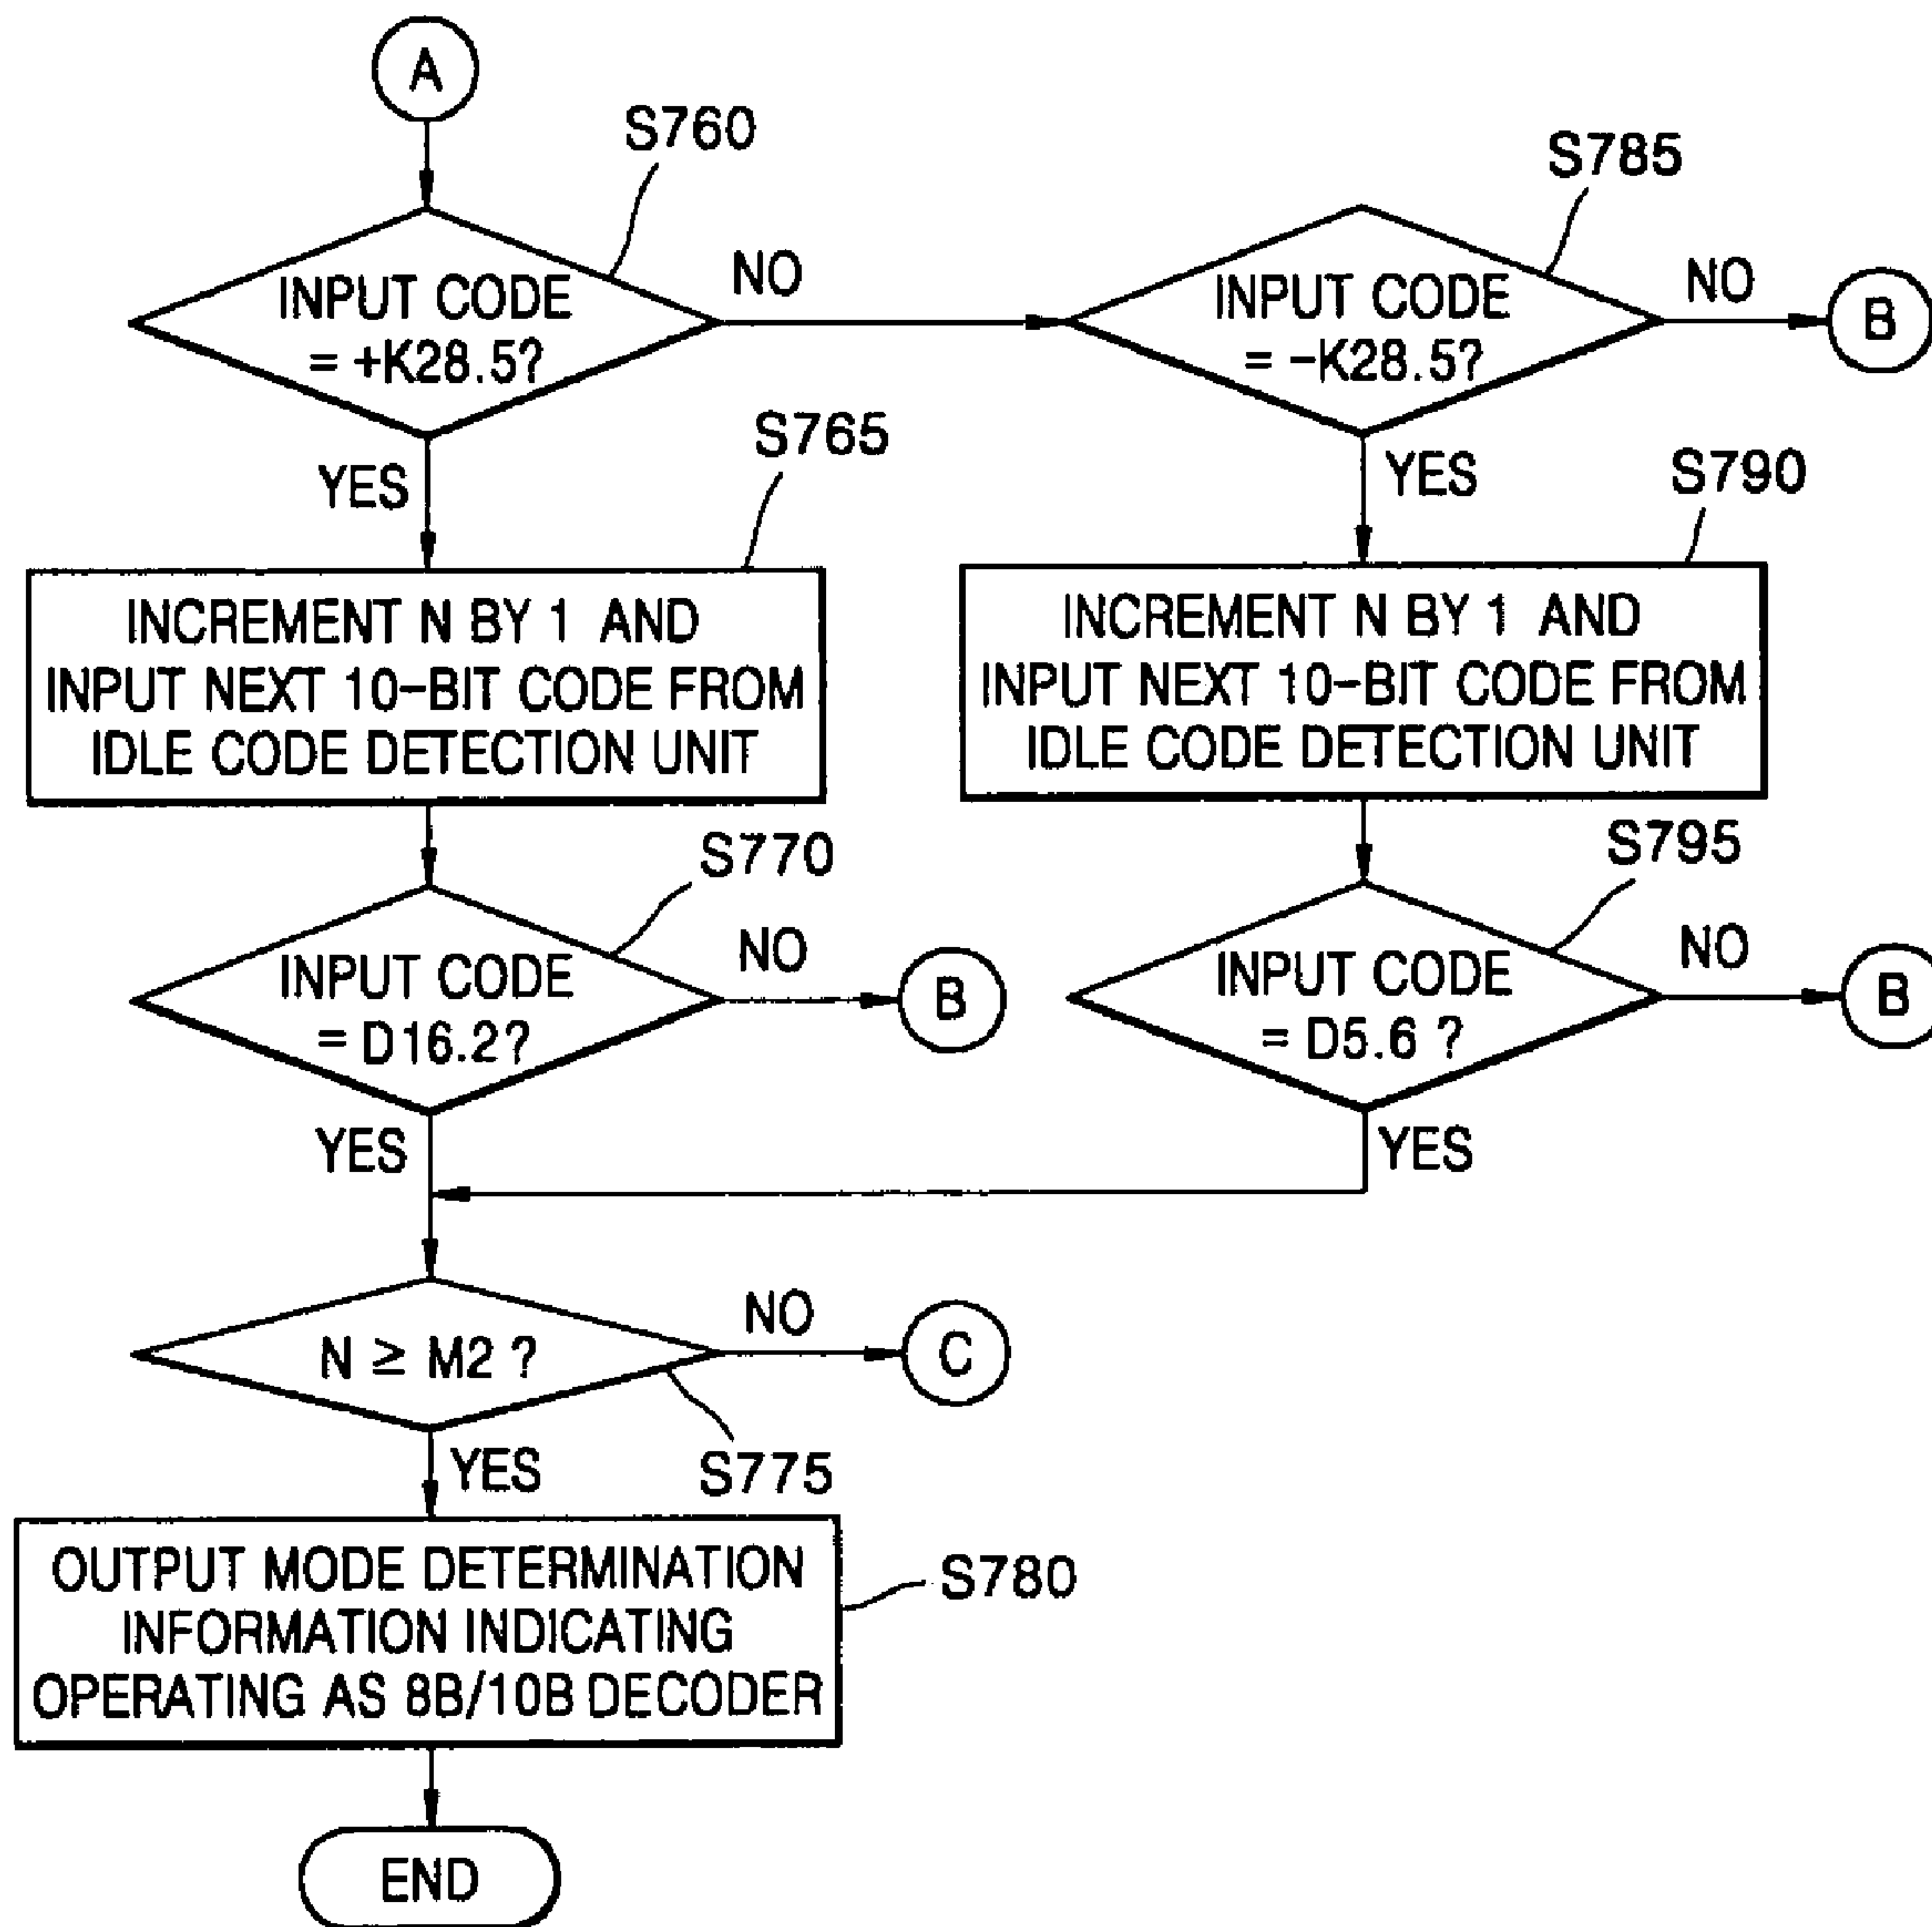 A
S760
S785
INPUT CODE
= +K28.5?
NO
INPUT CODE
= -K28.5?
NO
B
YES
S765
YES
S790
INCREMENT N BY 1 AND
INPUT NEXT 10-BIT CODE FROM
IDLE CODE DETECTION UNIT
INCREMENT N BY 1 AND
INPUT NEXT 10-BIT CODE FROM
IDLE CODE DETECTION UNIT
S770
S795
INPUT CODE
= D16.2?
NO
B
INPUT CODE
= D5.6 ?
NO
B
YES
YES
N ≥ M2 ?
NO
C
YES
S775
OUTPUT MODE DETERMINATION
INFORMATION INDICATING
OPERATING AS 8B/10B DECODER
S780
END